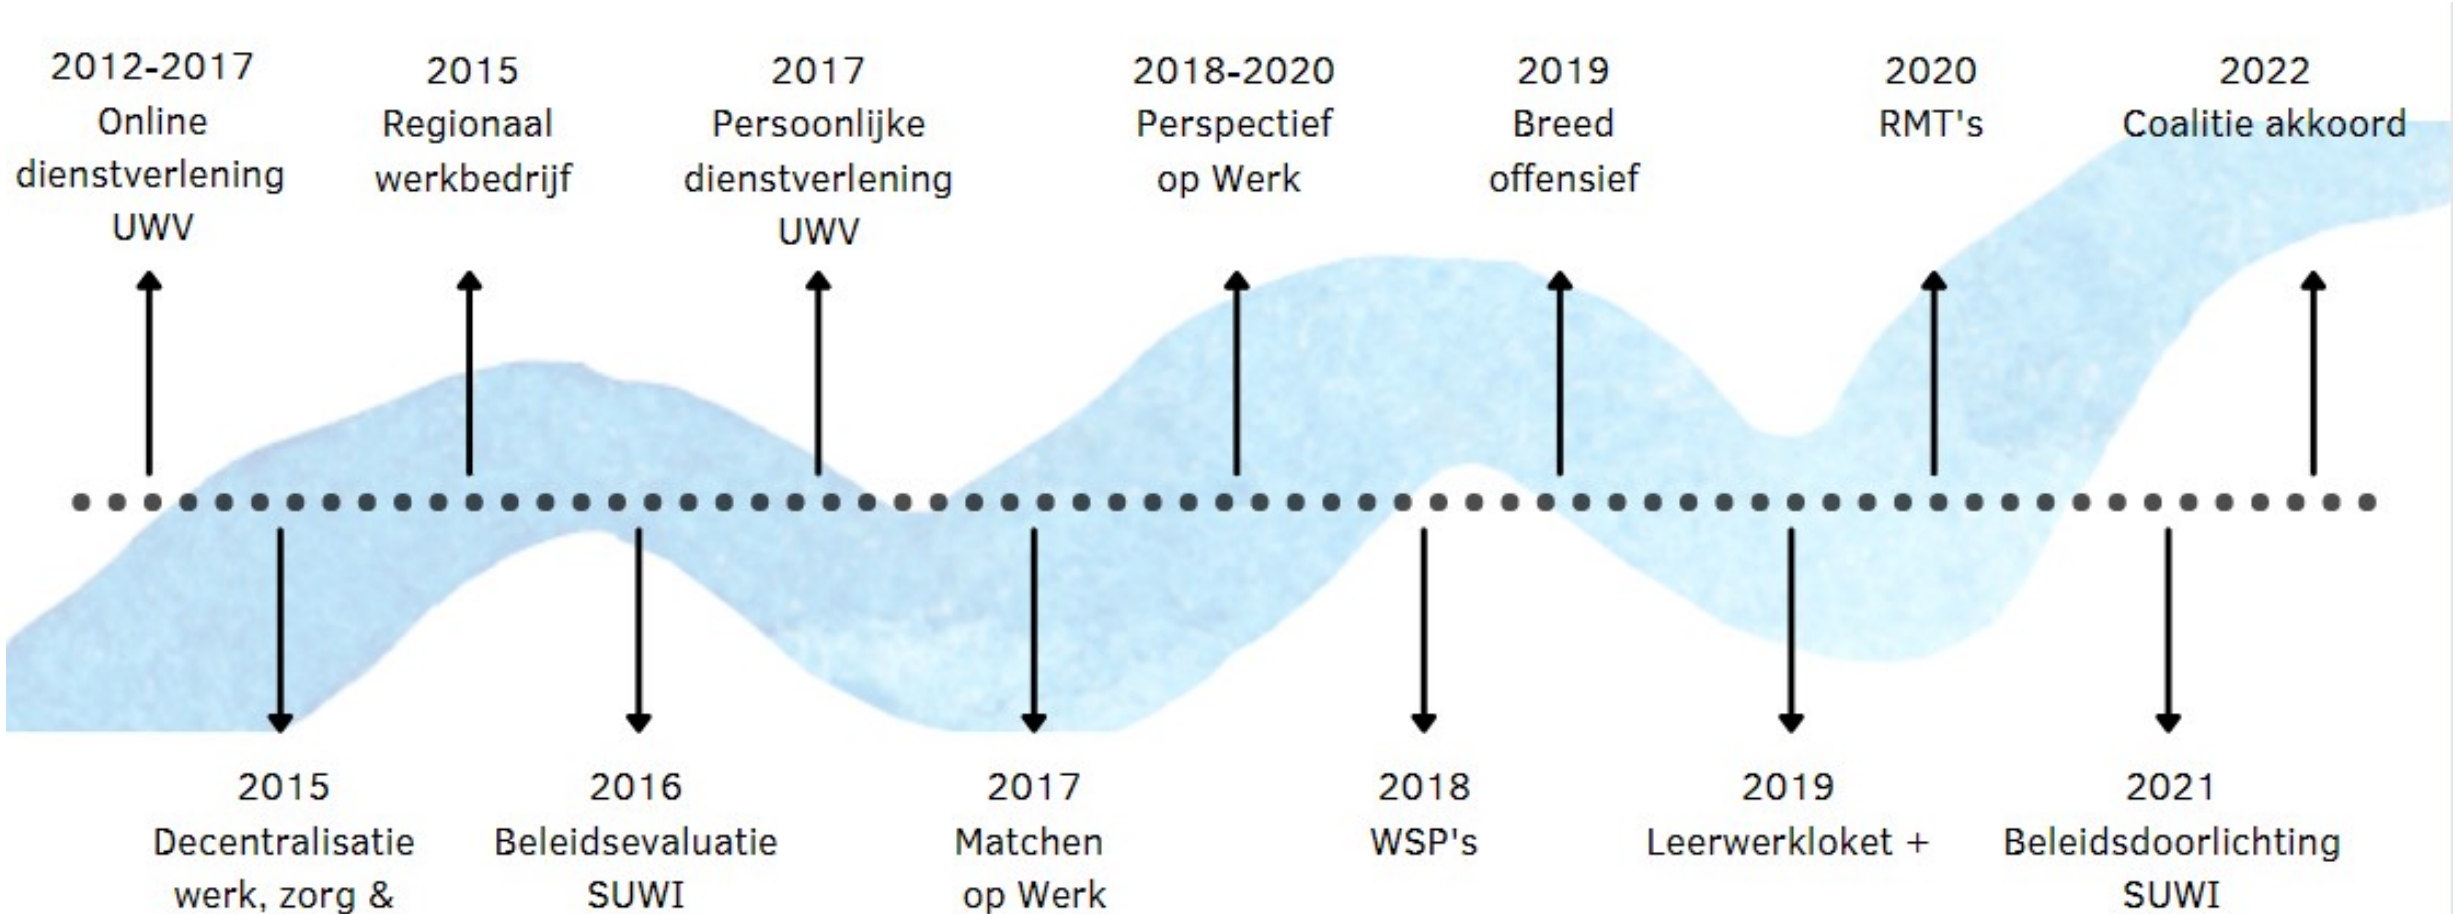 2012-2017
Online
dienstverlening
UWV
2015
Regionaal
werkbedrijf
2017
Persoonlijke
dienstverlening
UWV
2018-2020
Perspectief
op Werk
2019
Breed
offensief
2020
RMT's
2022
Coalitie akkoord
2015
Decentralisatie
werk, zorg &
2016
Beleidsevaluatie
SUWI
2017
Matchen
op Werk
2018
WSP's
2019
Leerwerkloket +
2021
Beleidsdoorlichting
SUWI